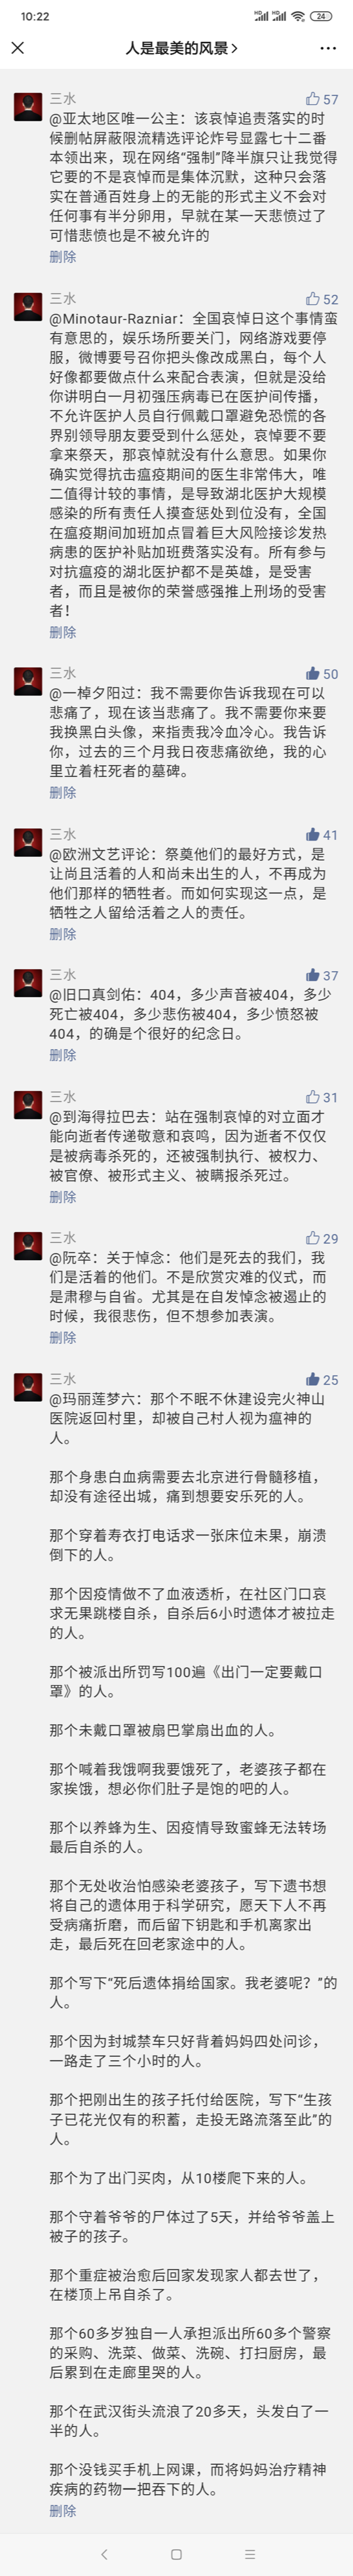 10:22
HD HD 24
人是最美的风景
三水 57
@亚太地区唯一公主：该哀悼追责落实的时
候删帖屏蔽限流精选评论炸号显露七十二番
本领出来，现在网络“强制”降半旗只让我觉得
它要的不是哀悼而是集体沉默，这种只会落
实在普通百姓身上的无能的形式主义不会对
任何事有半分卵用，早就在某一天悲愤过了
可惜悲愤也是不被允许的
删除
三水 52
@Minotaur-Razniar：全国哀悼日这个事情蛮
有意思的，娱乐场所要关门，网络游戏要停
服，微博要号召你把头像改成黑白，每个人
好像都要做点什么来配合表演，但就是没给
你讲明白一月初强压病毒已在医护间传播，
不允许医护人员自行佩戴口罩避免恐慌的各
界别领导朋友要受到什么惩处，哀悼要不要
拿来祭天，那哀悼就没有什么意思。如果你
确实觉得抗击瘟疫期间的医生非常伟大，唯
二值得计较的事情，是导致湖北医护大规模
感染的所有责任人摸查惩处到位没有，全国
在瘟疫期间加班加点冒着巨大风险接诊发热
病患的医护补贴加班费落实没有。所有参与
对抗瘟疫的湖北医护都不是英雄，是受害
者，而且是被你的荣誉感强推上刑场的受害
者！
删除
三水 50
@一棹夕阳过：我不需要你告诉我现在可以
悲痛了，现在该当悲痛了。我不需要你来要
我换黑白头像，来指责我冷血冷心。我告诉
你，过去的三个月我日夜悲痛欲绝，我的心
里立着枉死者的墓碑。
删除
三水 41
@欧洲文艺评论：祭奠他们的最好方式，是
让尚且活着的人和尚未出生的人，不再成为
他们那样的牺牲者。而如何实现这一点，是
牺牲之人留给活着之人的责任。
删除
三水 37
@旧口真剑佑：404，多少声音被404，多少
死亡被404，多少悲伤被404，多少愤怒被
404，的确是个很好的纪念日。
删除
三水 31
@到海得拉巴去：站在强制哀悼的对立面才
能向逝者传递敬意和哀鸣，因为逝者不仅仅
是被病毒杀死的，还被强制执行、被权力、
被官僚、被形式主义、被瞒报杀死过。
删除
三水 29
@阮卒：关于悼念：他们是死去的我们，我
们是活着的他们。不是欣赏灾难的仪式，而
是肃穆与自省。尤其是在自发悼念被遏止的
时候，我很悲伤，但不想参加表演。
删除
三水 25
@玛丽莲梦六：那个不眠不休建设完火神山
医院返回村里，却被自己村人视为瘟神的
人。
那个身患白血病需要去北京进行骨髓移植，
却没有途径出城，痛到想要安乐死的人。
那个穿着寿衣打电话求一张床位未果，崩溃
倒下的人。
那个因疫情做不了血液透析，在社区门口哀
求无果跳楼自杀，自杀后6小时遗体才被拉走
的人。
那个被派出所罚写100遍《出门一定要戴口
罩》的人。
那个未戴口罩被扇巴掌扇出血的人。
那个喊着我饿啊我要饿死了，老婆孩子都在
家挨饿，想必你们肚子是饱的吧的人。
那个以养蜂为生、因疫情导致蜜蜂无法转场
最后自杀的人。
那个无处收治怕感染老婆孩子，写下遗书想
将自己的遗体用于科学研究，愿天下人不再
受病痛折磨，而后留下钥匙和手机离家出
走，最后死在回老家途中的人。
那个写下“死后遗体捐给国家。我老婆呢？”的
人。
那个因为封城禁车只好背着妈妈四处问诊，
一路走了三个小时的人。
那个把刚出生的孩子托付给医院，写下“生孩
子已花光仅有的积蓄，走投无路流落至此”的
人。
那个为了出门买肉，从10楼爬下来的人。
那个守着爷爷的尸体过了5天，并给爷爷盖上
被子的孩子。
那个重症被治愈后回家发现家人都去世了，
在楼顶上吊自杀了。
那个60多岁独自一人承担派出所60多个警察
的采购、洗菜、做菜、洗碗、打扫厨房，最
后累到在走廊里哭的人。
那个在武汉街头流浪了20多天，头发白了一
半的人。
那个没钱买手机上网课，而将妈妈治疗精神
疾病的药物一把吞下的人。
删除